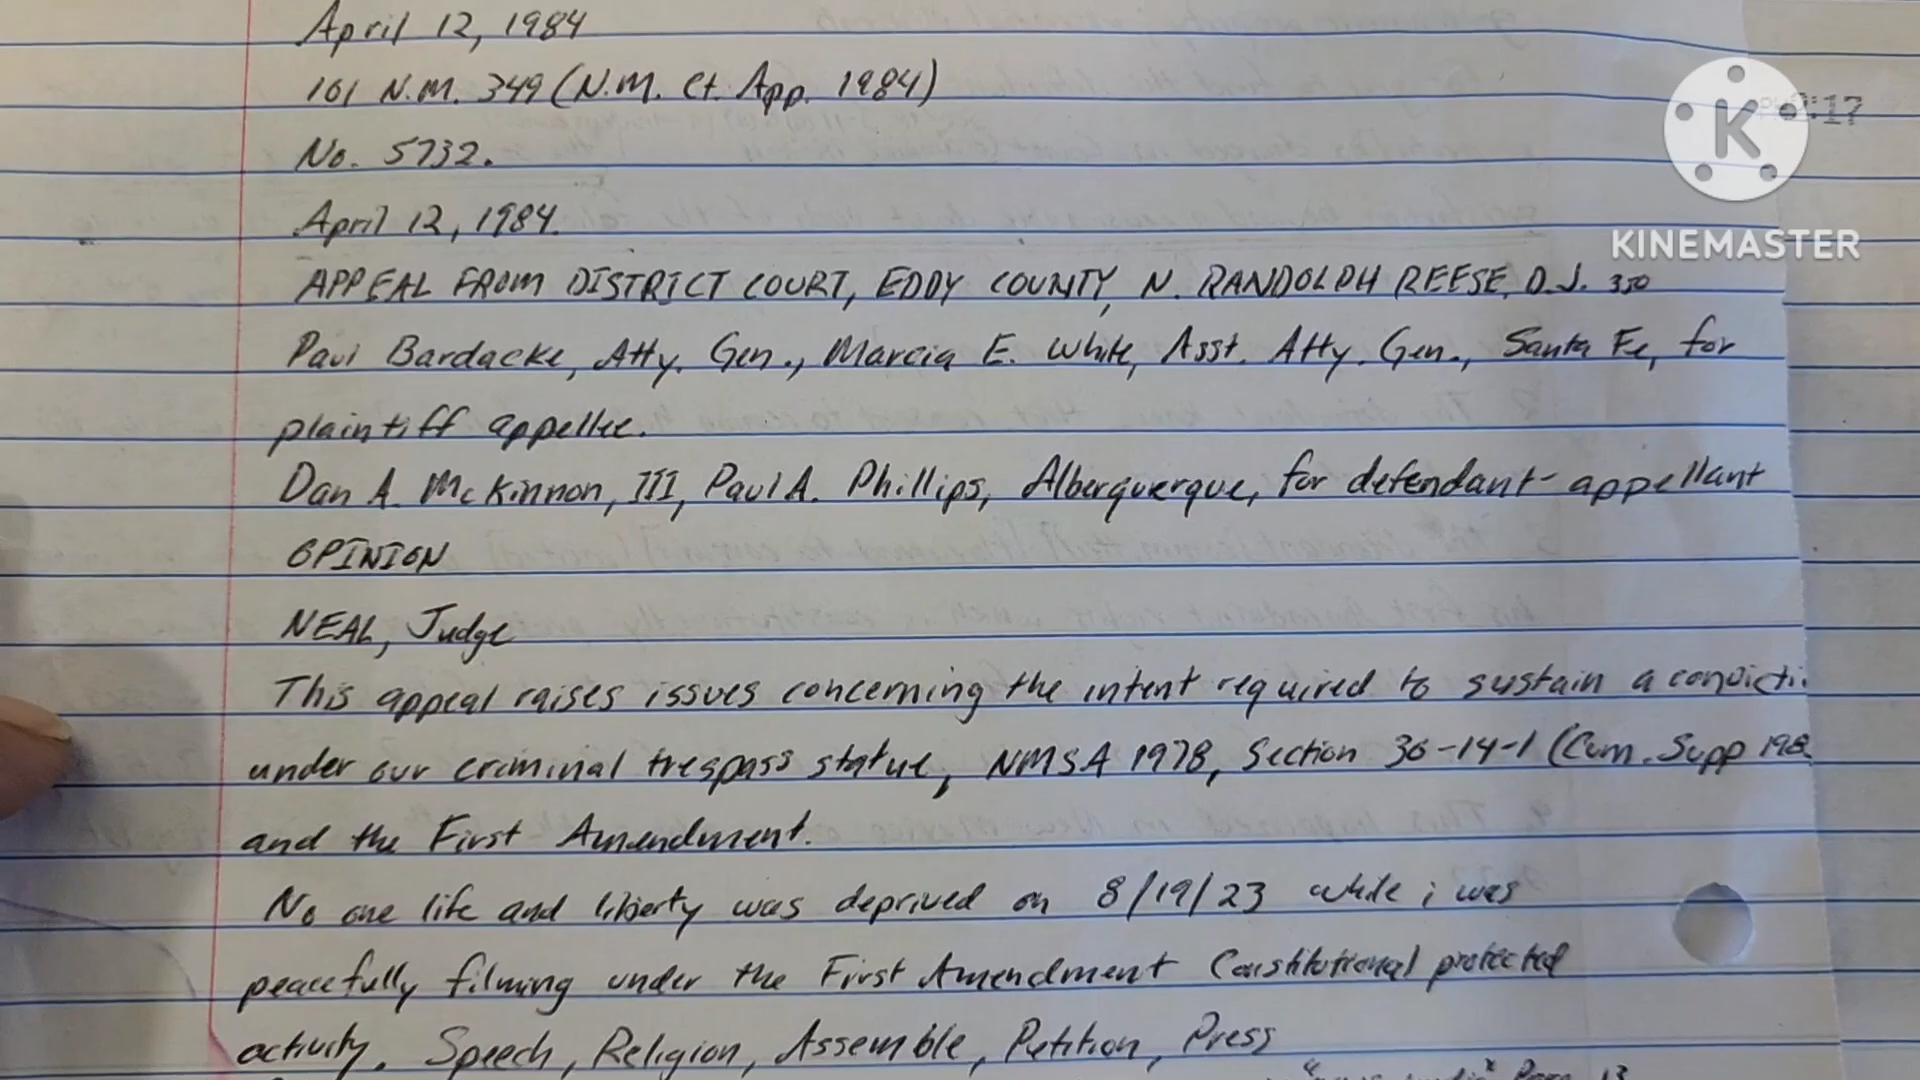 April 12, 1984
161 N.M. 349 (N.M. Ct. App. 1984)
No. 5732.
April 12, 1984.
APPEAL FROM DISTRICT COURT, EDDY COUNTY, N. RANDOLPH REESE, D.J. 350
Paul Bardacke, Atty. Gen., Marcia E. White, Asst. Atty. Gen., Santa Fe, for
plaintiff appellee.
Dan A. McKinnon, III, Paul A. Phillips, Alberquerque, for defendant-appellant
OPINION
NEAL, Judge
This appeal raises issues concerning the intent required to sustain a convicti
under our criminal trespass statue, NMSA 1978, Section 30-14-1 (Cum. Supp 198
and the First Amendment.
No one life and liberty was deprived on 8/19/23 while i was
peacefully filming under the First Amendment Constitutional protected
activity. Speech, Religion, Assemble, Petition, Press
K
KINEMASTER
:17